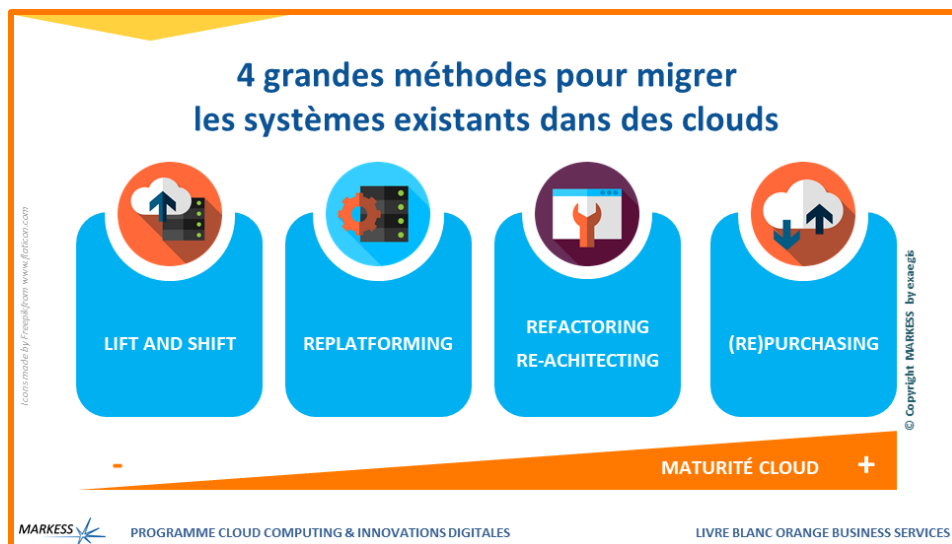 4 grandes méthodes pour migrer
les systèmes existants dans des clouds
LIFT AND SHIFT
REPLATFORMING
REFACTORING
RE-ACHITECTING
(RE)PURCHASING
Icons made by Freepik from www.flaticon.com
© Copyright MARKESS by exaegis
-
MATURITÉ CLOUD +
MARKESS
PROGRAMME CLOUD COMPUTING & INNOVATIONS DIGITALES
LIVRE BLANC ORANGE BUSINESS SERVICES